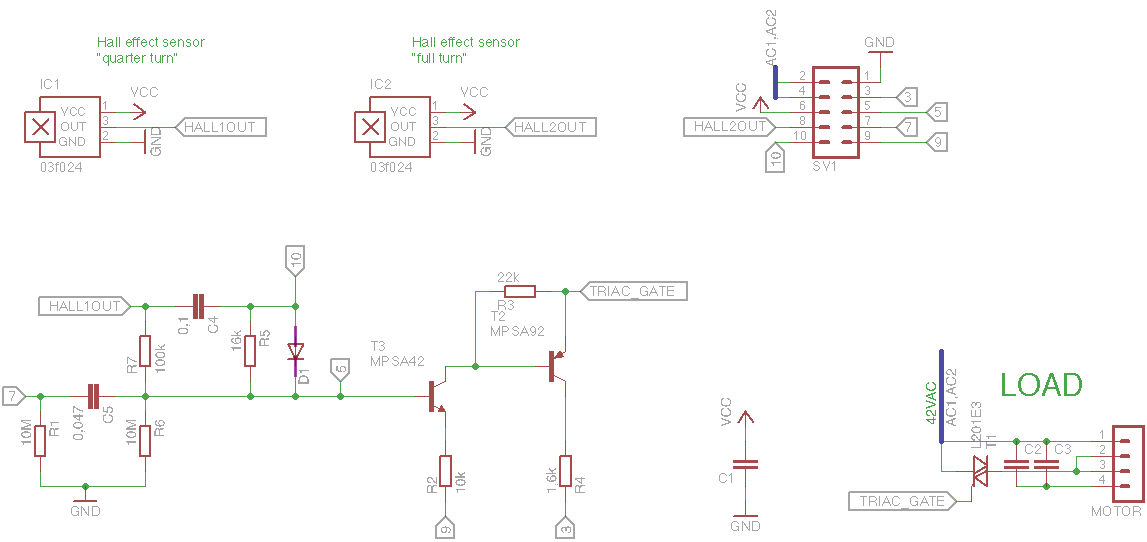 Hall effect sensor
"quarter turn"
IC1
VCC
VCC
OUT
GND
1
3
2
GND
HALL1OUT
03f024
Hall effect sensor
"full turn"
IC2
VCC
VCC
OUT
GND
1
3
2
GND
HALL2OUT
03f024
AC1,AC2
GND
VCC
2
4
6
8
10
1
3
5
7
9
HALL2OUT
10
3
5
7
9
SV1
10
HALL1OUT
0,1
C4
R7
100k
16k
R5
D1
5
7
0,047
C5
10M
R1
10M
R6
GND
22k
R3
TRIAC_GATE
T2
MPSA92
T3
MPSA42
R2
10k
9
1,6k
R4
3
VCC
C1
GND
42VAC
AC1,AC2
LOAD
L201E3
T1
C2
C3
1
2
3
4
TRIAC_GATE
MOTOR